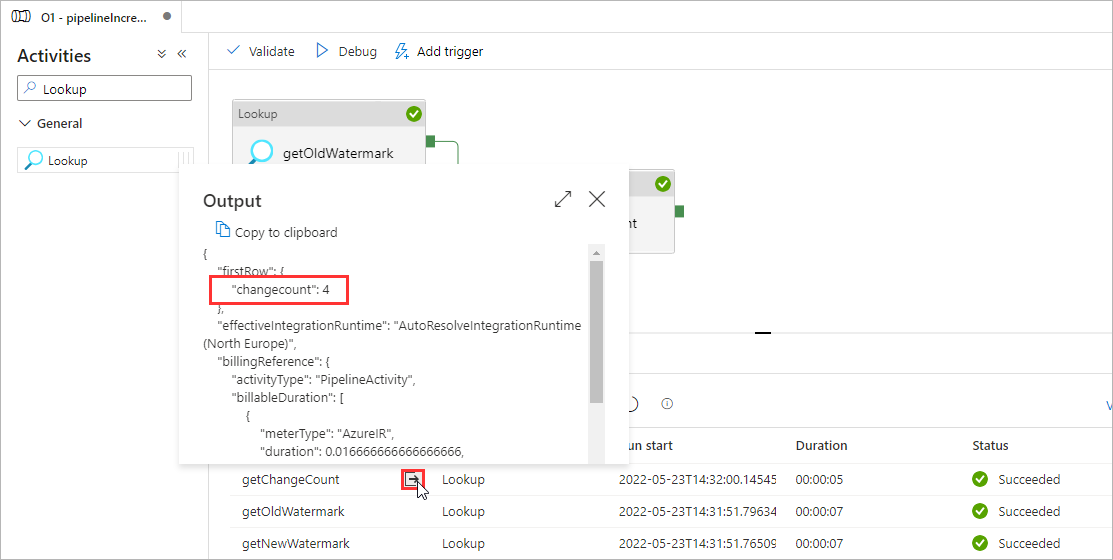 O1 - pipelineIncre...
Activities
Validate
Debug
Add trigger
Lookup
General
Lookup
Lookup
getOldWatermark
nt
Output
Copy to clipboard
{
"firstRow": {
"changecount": 4
},
"effectiveIntegrationRuntime": "AutoResolveIntegrationRuntime
(North Europe)",
"billingReference": {
"activityType": "PipelineActivity",
"billableDuration": [
{
"meterType": "AzureIR",
"duration": 0.016666666666666666,
un start Duration Status
getChangeCount Lookup 2022-05-23T14:32:00.14545 00:00:05 Succeeded
getOldWatermark Lookup 2022-05-23T14:31:51.79634 00:00:07 Succeeded
getNewWatermark Lookup 2022-05-23T14:31:51.76509 00:00:07 Succeeded